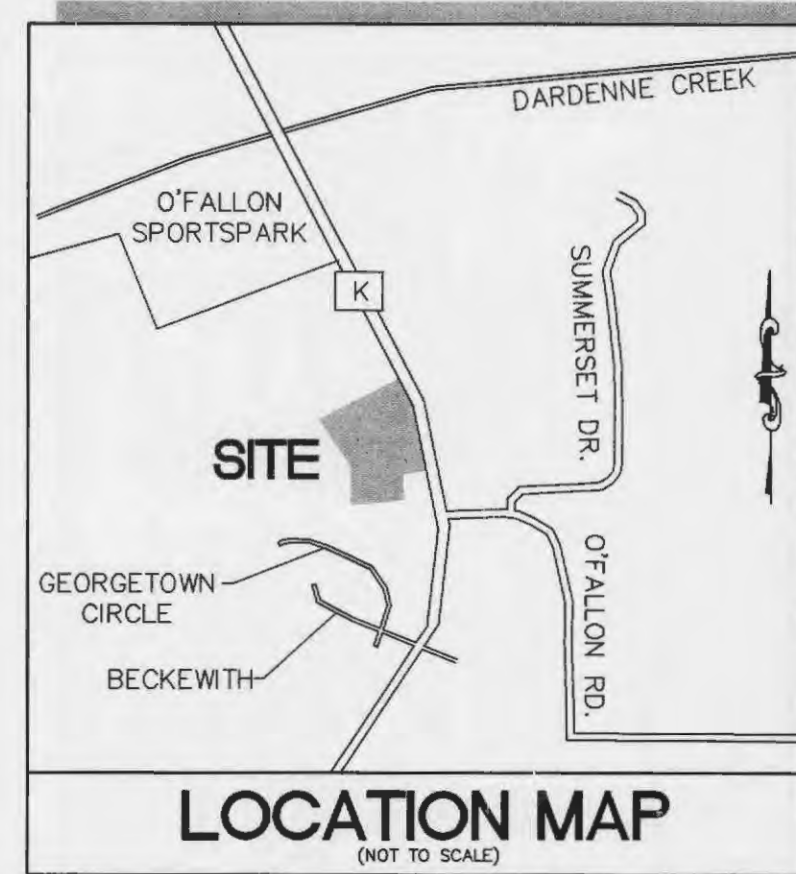 DARDENNE CREEK
O'FALLON
SPORTSPARK
K
SUMMERSET DR.
SITE
GEORGETOWN
CIRCLE
O'FALLON RD.
BECKEWITH
LOCATION MAP
(NOT TO SCALE)